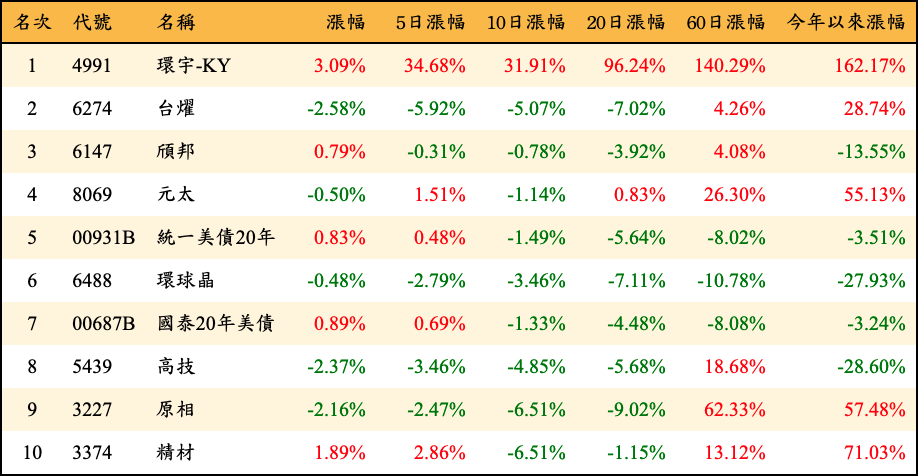 名次 代號 名稱 漲幅 5日漲幅 10日漲幅 20日漲幅 60日漲幅 今年以來漲幅
1 4991 環宇-KY 3.09% 34.68% 31.91% 96.24% 140.29% 162.17%
2 6274 台燿 -2.58% -5.92% -5.07% -7.02% 4.26% 28.74%
3 6147 頎邦 0.79% -0.31% -0.78% -3.92% 4.08% -13.55%
4 8069 元太 -0.50% 1.51% -1.14% 0.83% 26.30% 55.13%
5 00931B 統一美債20年 0.83% 0.48% -1.49% -5.64% -8.02% -3.51%
6 6488 環球晶 -0.48% -2.79% -3.46% -7.11% -10.78% -27.93%
7 00687B 國泰20年美債 0.89% 0.69% -1.33% -4.48% -8.08% -3.24%
8 5439 高技 -2.37% -3.46% -4.85% -5.68% 18.68% -28.60%
9 3227 原相 -2.16% -2.47% -6.51% -9.02% 62.33% 57.48%
10 3374 精材 1.89% 2.86% -6.51% -1.15% 13.12% 71.03%